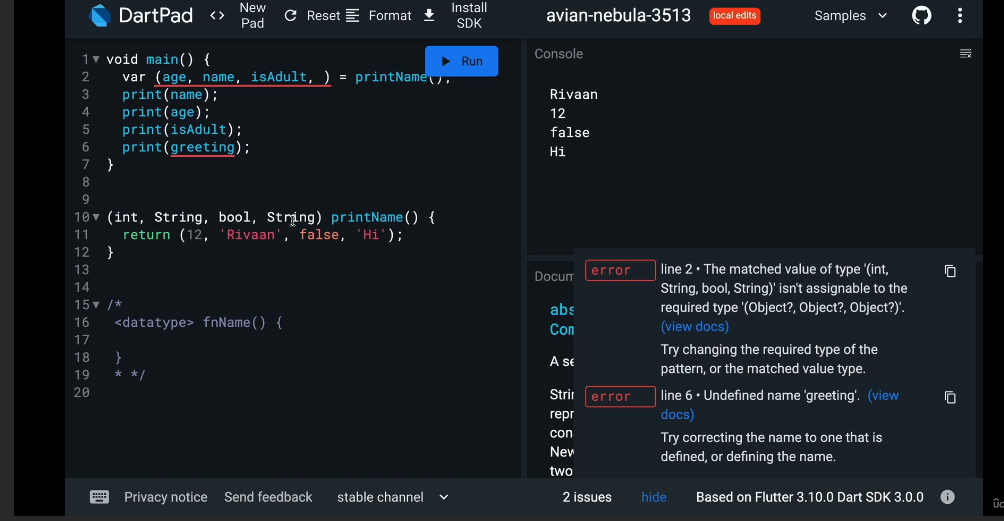 DartPad <> New Pad Reset Format Install SDK avian-nebula-3513 local edits Samples
1 void main() {
2 var (age, name, isAdult, ) = printName();
3 print(name);
4 print(age);
5 print(isAdult);
6 print(greeting);
7 }
8
9
10 (int, String, bool, String) printName() {
11 return (12, 'Rivaan', false, 'Hi');
12 }
13
14
15 /*
16 <datatype> fnName() {
17
18 }
19 * */
20
Run
Console
Rivaan
12
false
Hi
Docum
abs
Com
A se
Strin
repr
con
New
two
error line 2 • The matched value of type '(int,
String, bool, String)' isn't assignable to the
required type '(Object?, Object?, Object?)'.
(view docs)
Try changing the required type of the
pattern, or the matched value type.
error line 6 • Undefined name 'greeting'. (view
docs)
Try correcting the name to one that is
defined, or defining the name.
Privacy notice Send feedback stable channel 2 issues hide Based on Flutter 3.10.0 Dart SDK 3.0.0